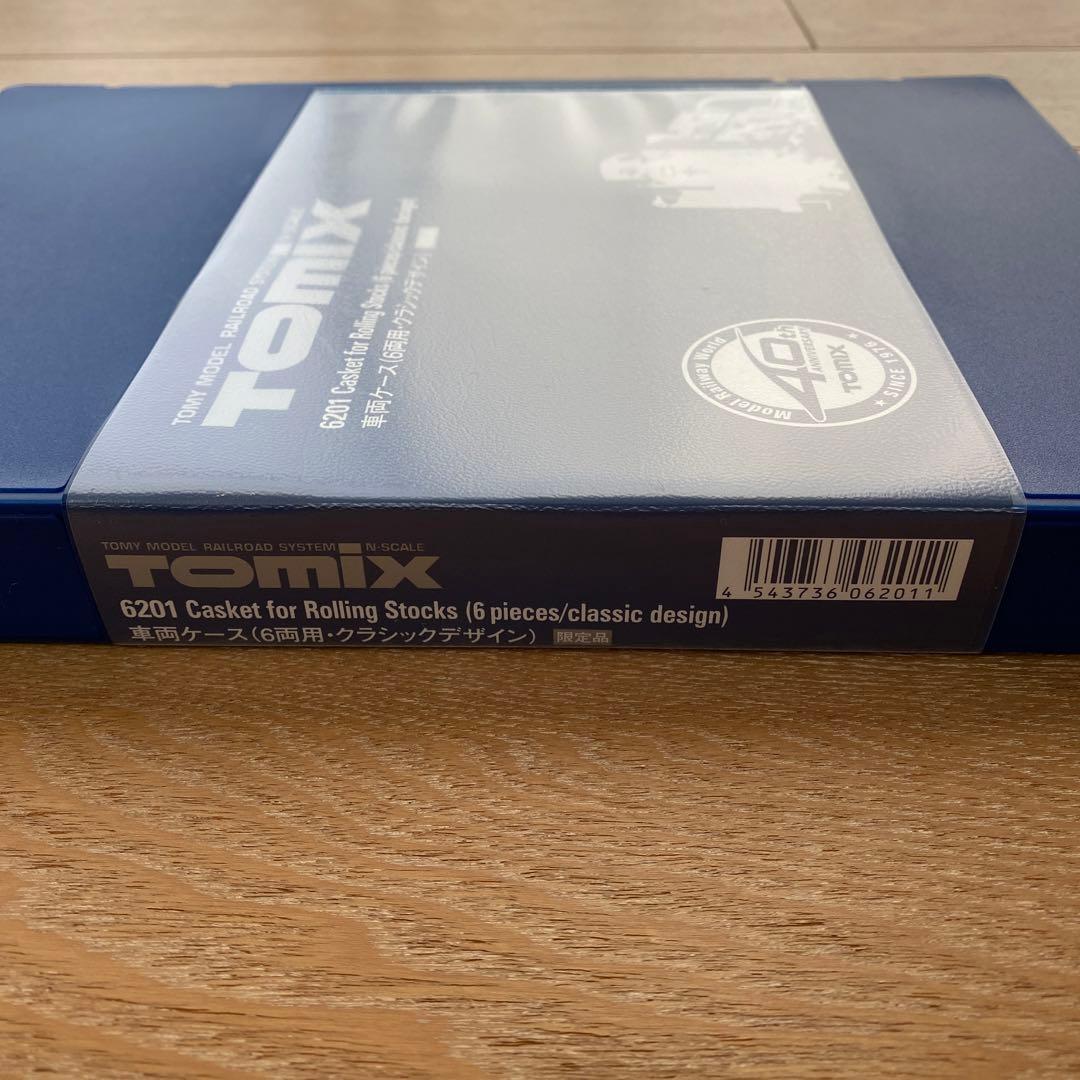 TOMY MODEL RAILROAD SYSTEM N-SCALE
TOMIX
6201 Casket for Rolling Stocks (6 pieces/classic design)
車両ケース(6両用・クラシックデザイン)
Model Railway World
40th
ANNIVERSARY
TOMIX
★ SINCE 1976 ★
TOMY MODEL RAILROAD SYSTEM N-SCALE
TOMIX
6201 Casket for Rolling Stocks (6 pieces/classic design)
車両ケース(6両用・クラシックデザイン) 限定品
4 543736 062011